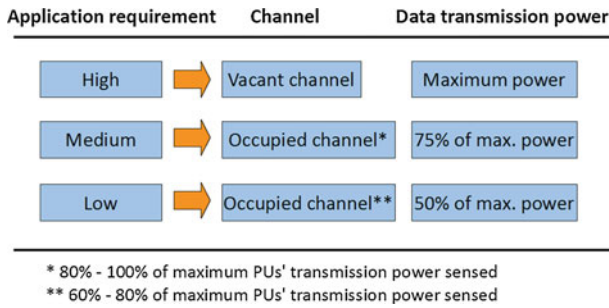 Application requirement Channel Data transmission power
High Vacant channel Maximum power
Medium Occupied channel* 75% of max. power
Low Occupied channel** 50% of max. power
* 80% - 100% of maximum PUs' transmission power sensed
** 60% - 80% of maximum PUs' transmission power sensed